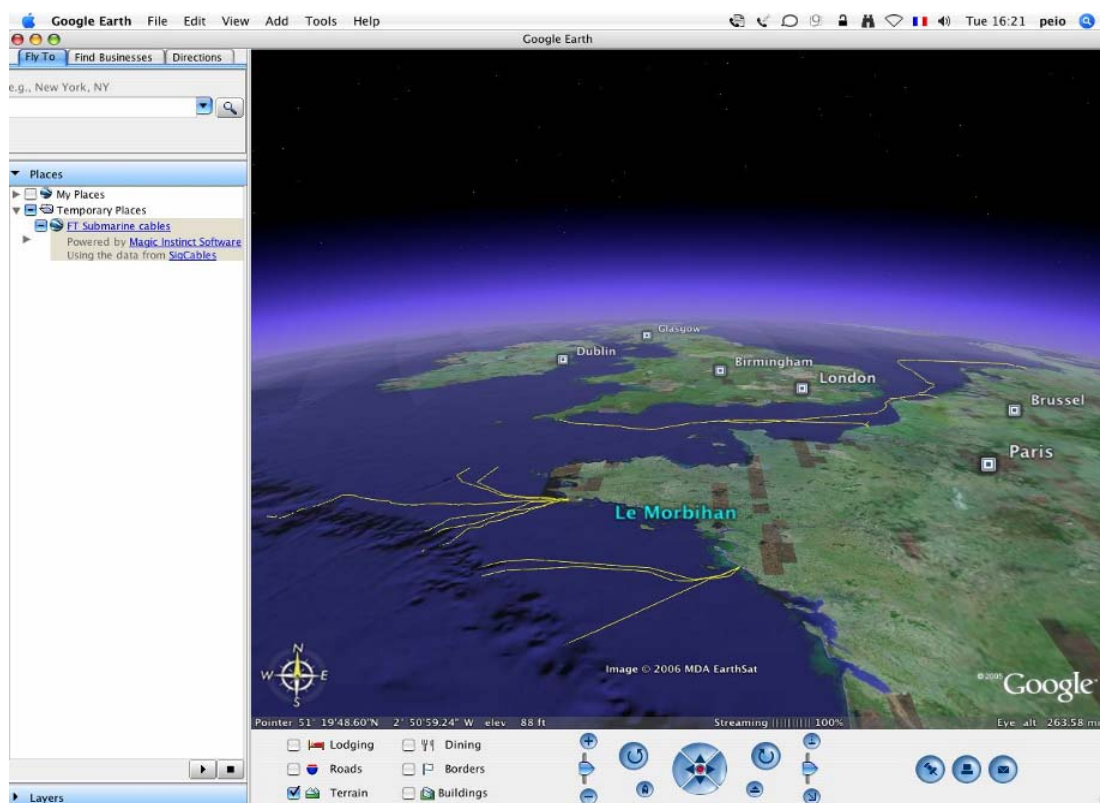 Google Earth File Edit View Add Tools Help Tue 16:21 peio
Google Earth
Fly To Find Businesses Directions
e.g., New York, NY
Places
My Places
Temporary Places
FT Submarine cables
Powered by Magic Instinct Software
Using the data from SigCables
Glasgow
Dublin
Birmingham
London
Brussel
Paris
Le Morbihan
N
W E
S
Image © 2006 MDA EarthSat
© 2005 Google
Pointer 51° 19'48.60"N 2° 50'59.24" W elev 88 ft Streaming |||||||||| 100% Eye alt 263.58 mi
Lodging Dining
Roads Borders
Terrain Buildings
Layers